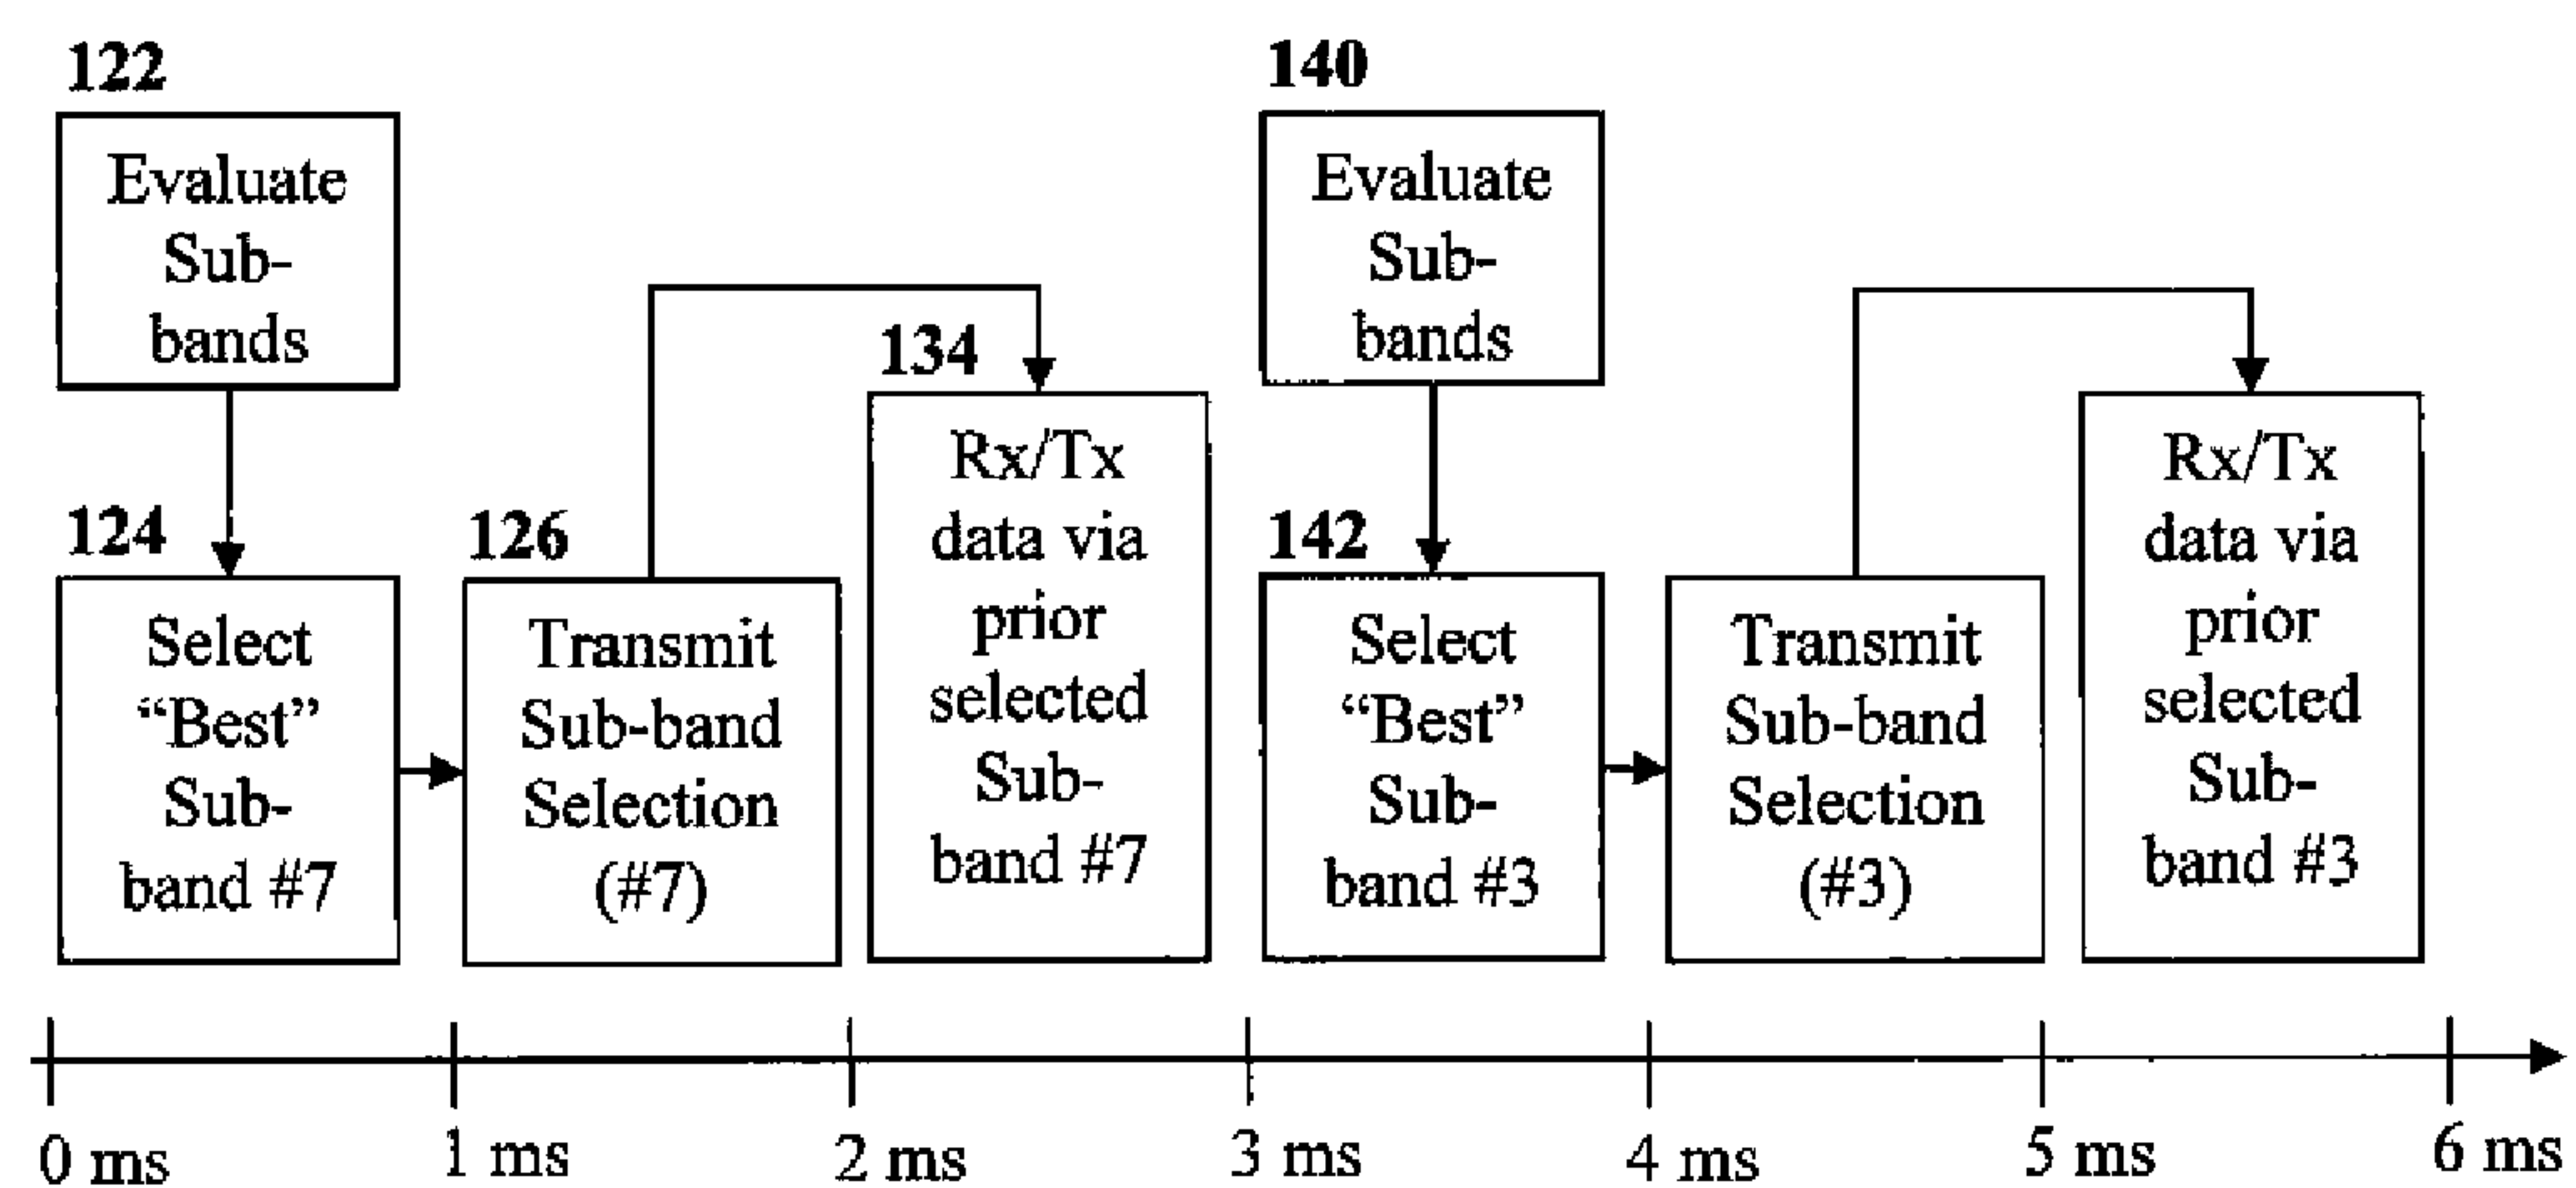 122
Evaluate
Sub-
bands
124
Select
“Best”
Sub-
band #7
126
Transmit
Sub-band
Selection
(#7)
134
Rx/Tx
data via
prior
selected
Sub-
band #7
140
Evaluate
Sub-
bands
142
Select
“Best”
Sub-
band #3
Transmit
Sub-band
Selection
(#3)
Rx/Tx
data via
prior
selected
Sub-
band #3
0 ms 1 ms 2 ms 3 ms 4 ms 5 ms 6 ms